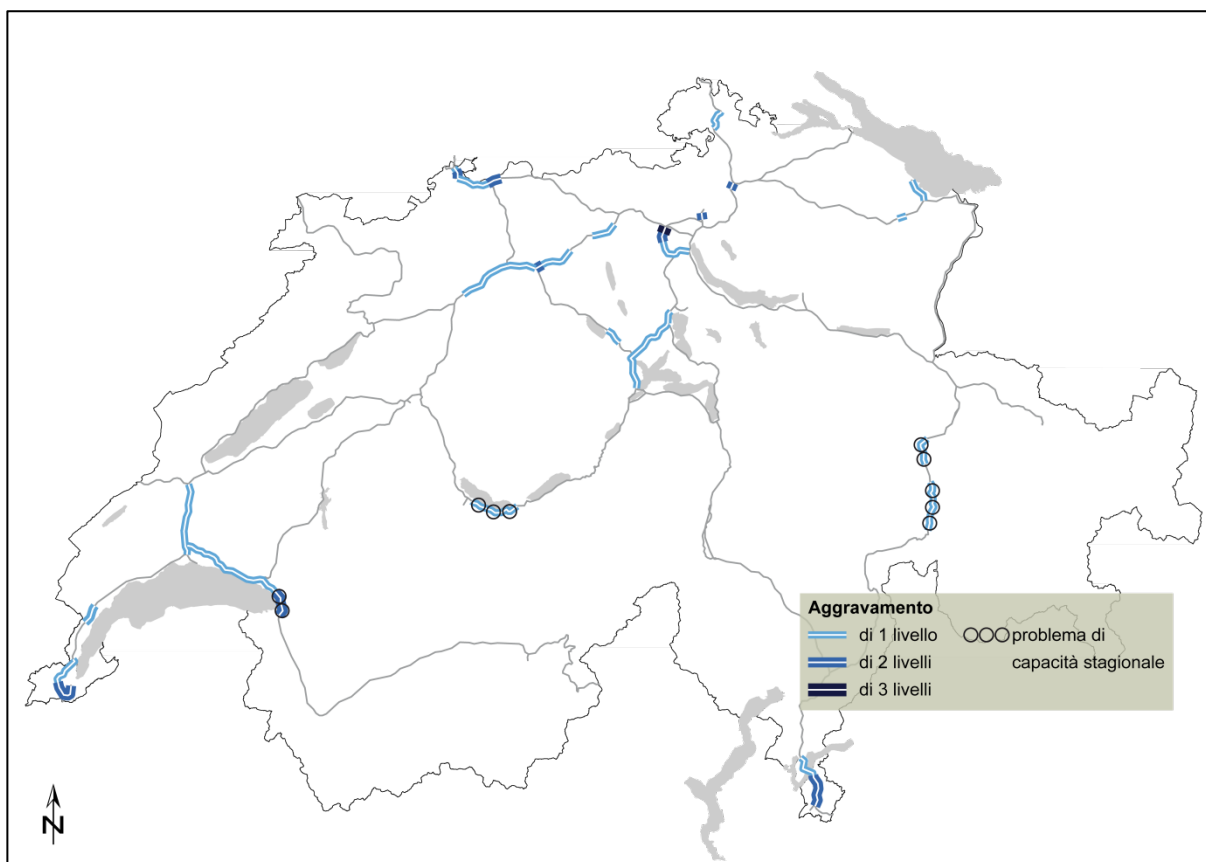 Aggravamento
di 1 livello
problema di
di 2 livelli
capacità stagionale
di 3 livelli
N